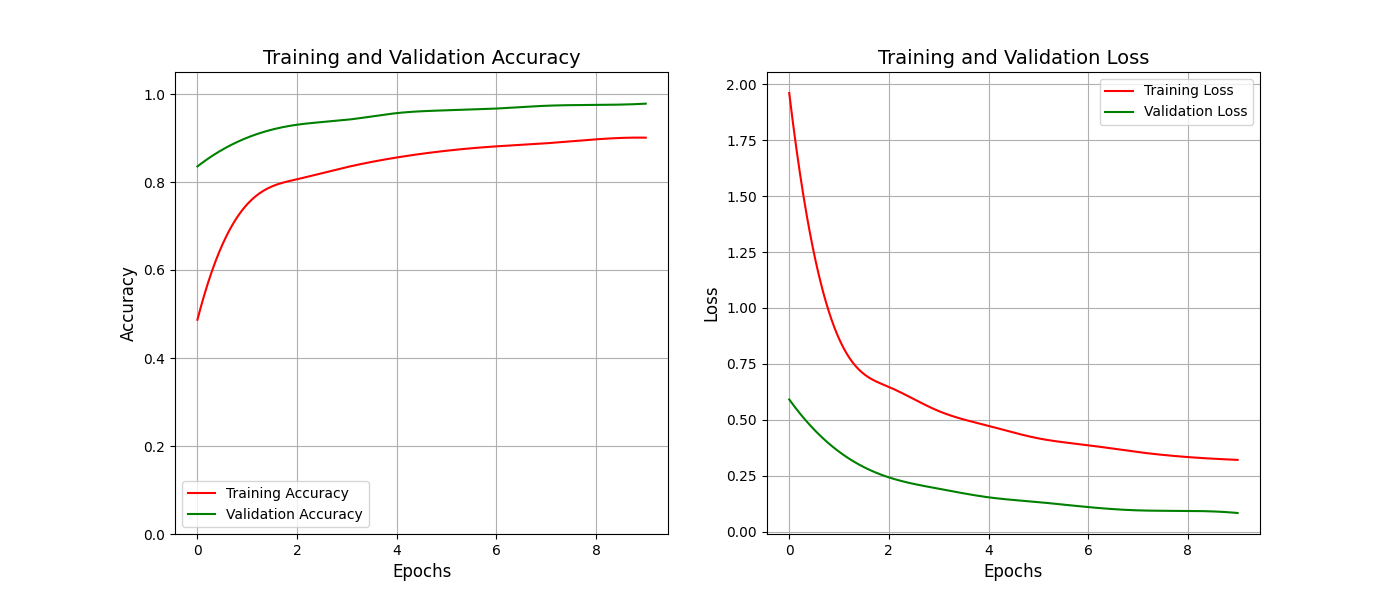 Training and Validation Accuracy
Accuracy
1.0
0.8
0.6
0.4
0.2
0.0
Training Accuracy
Validation Accuracy
0 2 4 6 8
Epochs
Training and Validation Loss
Loss
2.00
1.75
1.50
1.25
1.00
0.75
0.50
0.25
0.00
Training Loss
Validation Loss
0 2 4 6 8
Epochs